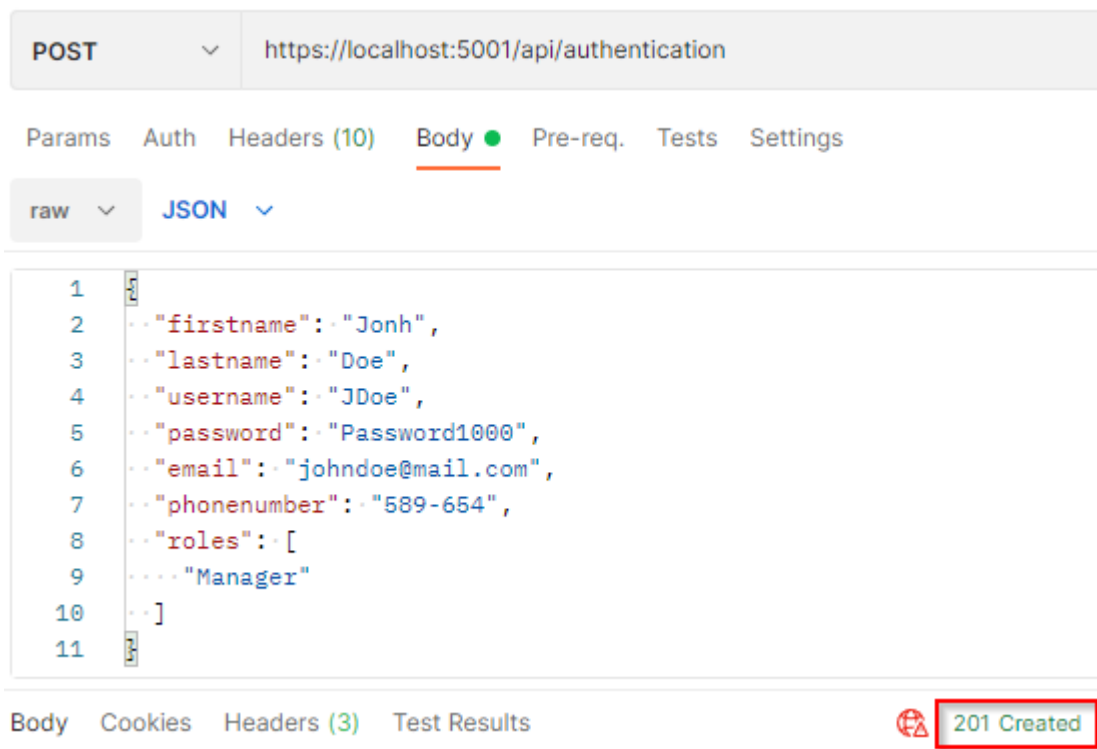 POST https://localhost:5001/api/authentication
Params Auth Headers (10) Body Pre-req. Tests Settings
raw JSON
1 {
2 "firstname": "Jonh",
3 "lastname": "Doe",
4 "username": "JDoe",
5 "password": "Password1000",
6 "email": "johndoe@mail.com",
7 "phonenumber": "589-654",
8 "roles": [
9 "Manager"
10 ]
11 }
Body Cookies Headers (3) Test Results 201 Created